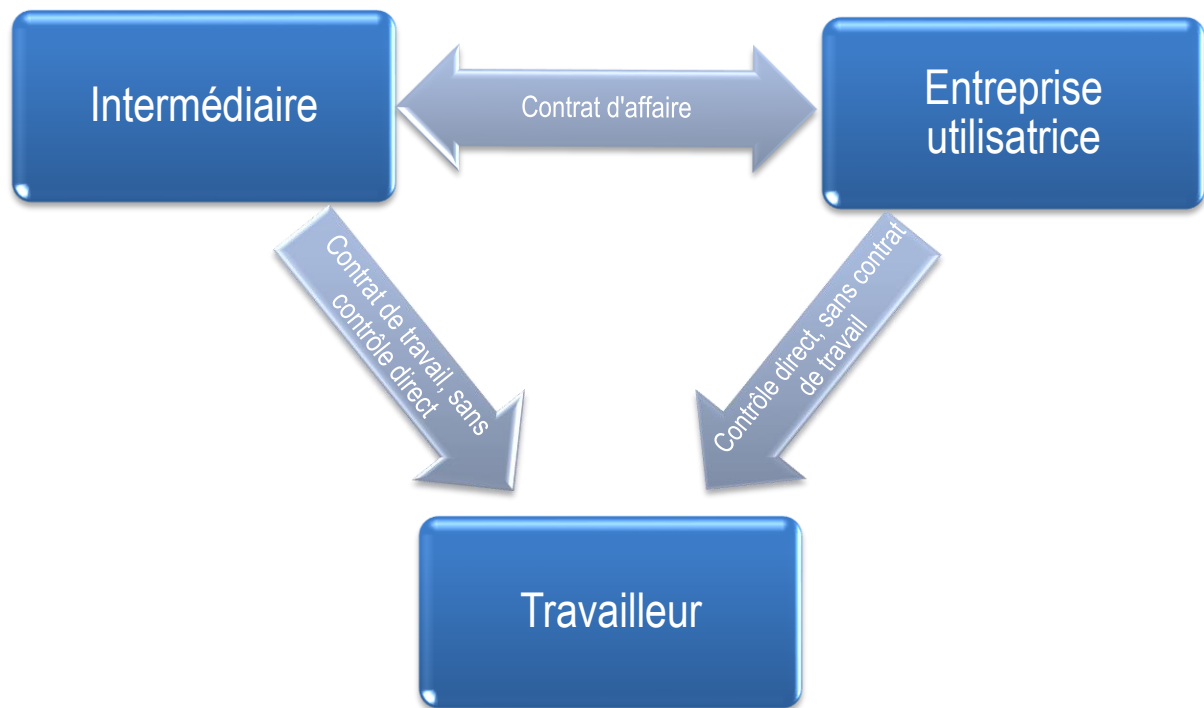 Intermédiaire
Contrat d'affaire
Entreprise
utilisatrice
Contrat de travail, sans
contrôle direct
Contrôle direct, sans contrat
de travail
Travailleur